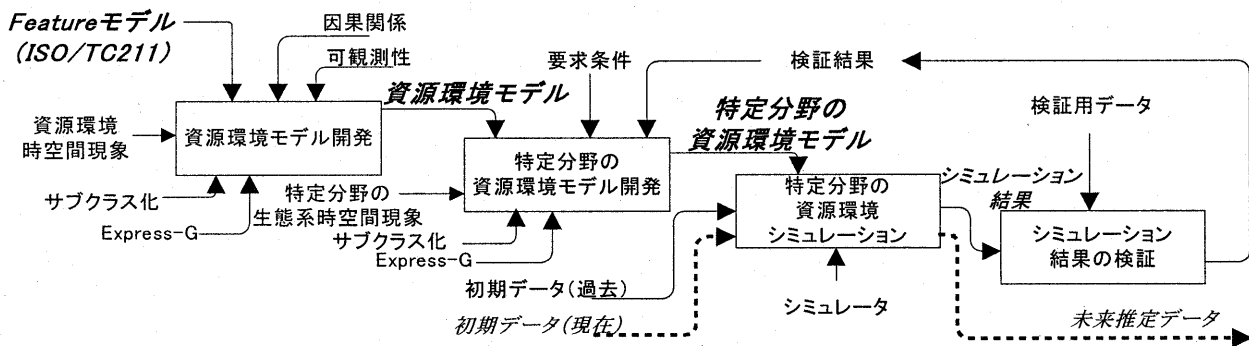 Featureモデル
(ISO/TC211)
因果関係
可観測性
資源環境
時空間現象
資源環境モデル開発
サブクラス化
Express-G
資源環境モデル
要求条件
検証結果
特定分野の
資源環境モデル開発
特定分野の
生態系時空間現象
サブクラス化
Express-G
特定分野の
資源環境モデル
特定分野の
資源環境
シミュレーション
初期データ(過去)
初期データ(現在)
シミュレータ
シミュレーション
結果
検証用データ
シミュレーション
結果の検証
未来推定データ